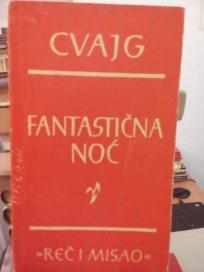 CVAJG
FANTASTIČNA
NOĆ
»REČ I MISAO«